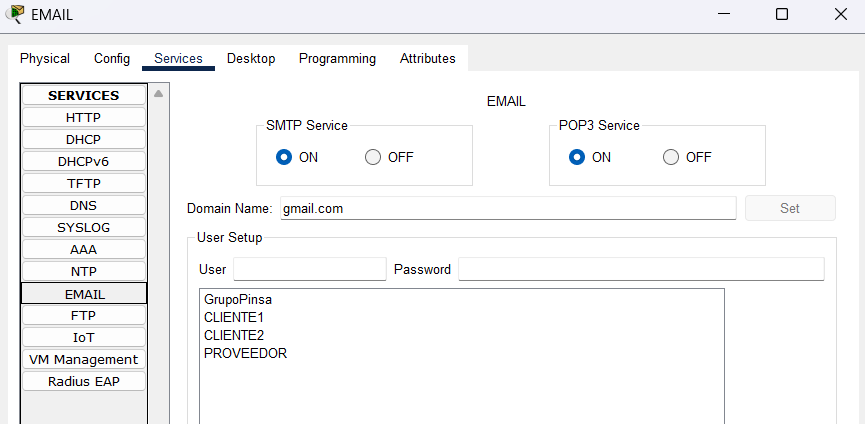 EMAIL
Physical Config Services Desktop Programming Attributes
SERVICES
HTTP
DHCP
DHCPv6
TFTP
DNS
SYSLOG
AAA
NTP
EMAIL
FTP
IoT
VM Management
Radius EAP
EMAIL
SMTP Service
ON OFF
POP3 Service
ON OFF
Domain Name: gmail.com Set
User Setup
User Password
GrupoPinsa
CLIENTE1
CLIENTE2
PROVEEDOR